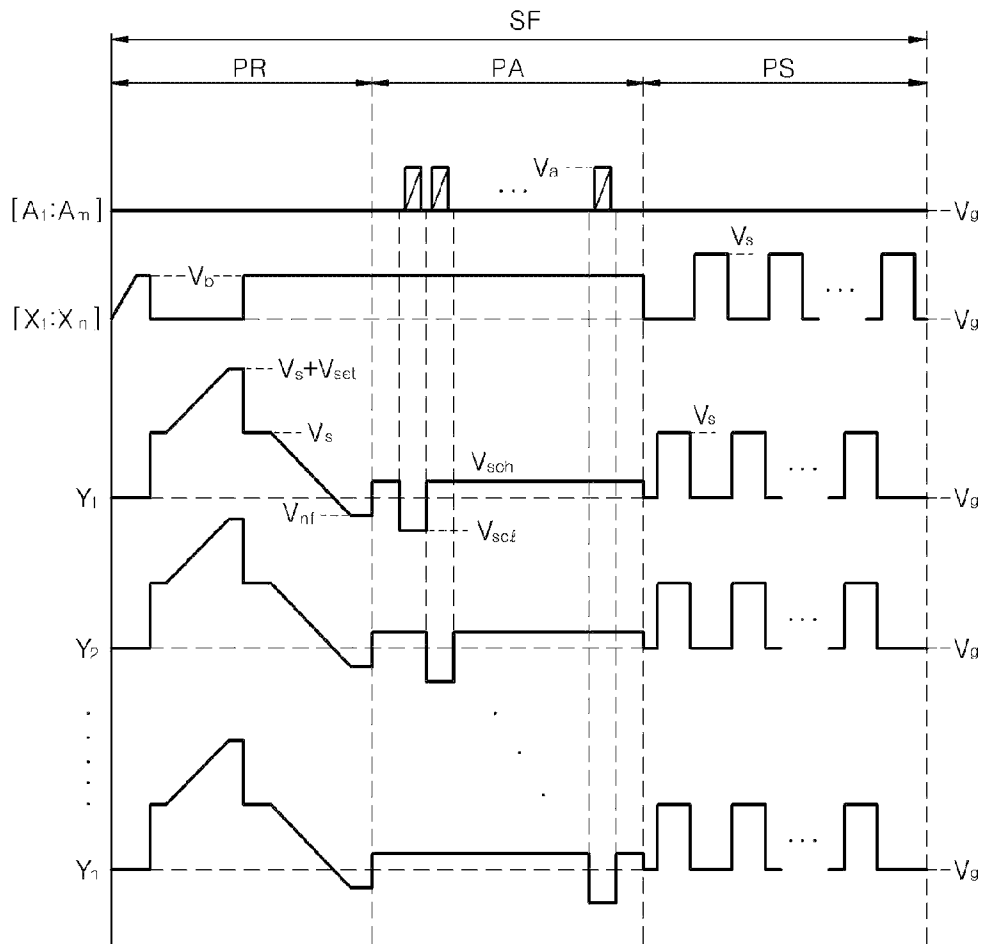 SF
PR PA PS
Va
[A1:Am] Vg
Vb Vs
[X1:Xn] Vg
Vs+Vset
Vs Vs
Vsch
Y1 Vg
Vnf
Vscℓ
Y2 ... Vg
Yn ... Vg